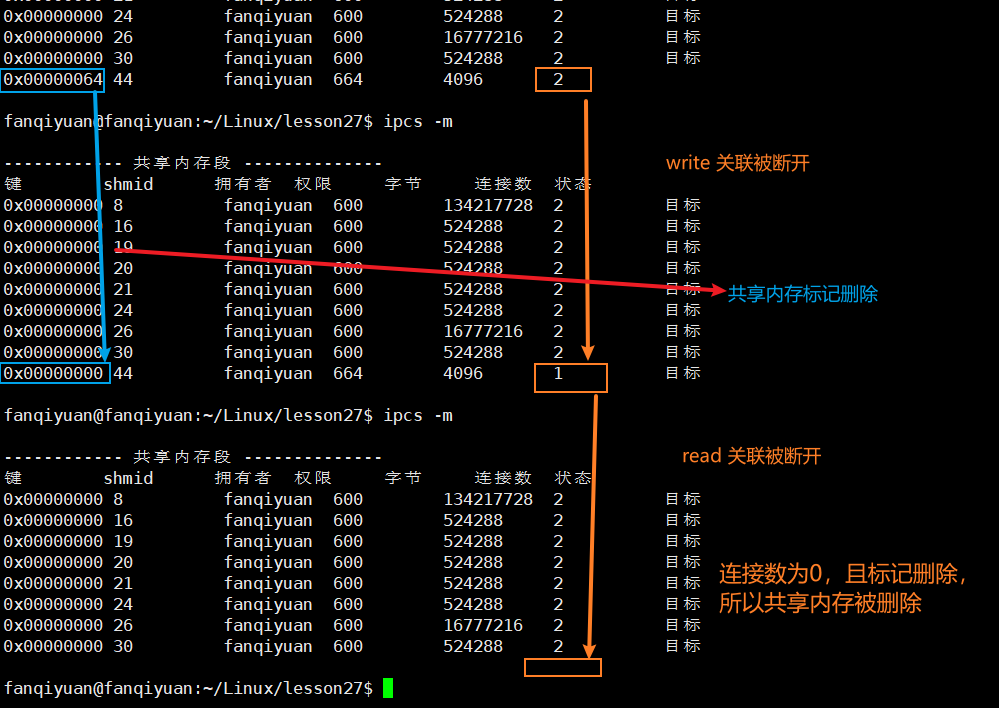 0x00000000 24 fanqiyuan 600 524288 2 目标
0x00000000 26 fanqiyuan 600 16777216 2 目标
0x00000000 30 fanqiyuan 600 524288 2 目标
0x00000064 44 fanqiyuan 664 4096 2
fanqiyuan@fanqiyuan:~/Linux/lesson27$ ipcs -m
------------ 共享内存段 --------------
write 关联被断开
键 shmid 拥有者 权限 字节 连接数 状态
0x00000000 8 fanqiyuan 600 134217728 2 目标
0x00000000 16 fanqiyuan 600 524288 2 目标
0x00000000 19 fanqiyuan 600 524288 2 目标
0x00000000 20 fanqiyuan 600 524288 2 目标
0x00000000 21 fanqiyuan 600 524288 2 目标
共享内存标记删除
0x00000000 24 fanqiyuan 600 524288 2 目标
0x00000000 26 fanqiyuan 600 16777216 2 目标
0x00000000 30 fanqiyuan 600 524288 2 目标
0x00000000 44 fanqiyuan 664 4096 1 目标
fanqiyuan@fanqiyuan:~/Linux/lesson27$ ipcs -m
------------ 共享内存段 --------------
read 关联被断开
键 shmid 拥有者 权限 字节 连接数 状态
0x00000000 8 fanqiyuan 600 134217728 2 目标
0x00000000 16 fanqiyuan 600 524288 2 目标
0x00000000 19 fanqiyuan 600 524288 2 目标
0x00000000 20 fanqiyuan 600 524288 2 目标
0x00000000 21 fanqiyuan 600 524288 2 目标
0x00000000 24 fanqiyuan 600 524288 2 目标
0x00000000 26 fanqiyuan 600 16777216 2 目标
0x00000000 30 fanqiyuan 600 524288 2 目标
连接数为0，且标记删除，
所以共享内存被删除
fanqiyuan@fanqiyuan:~/Linux/lesson27$